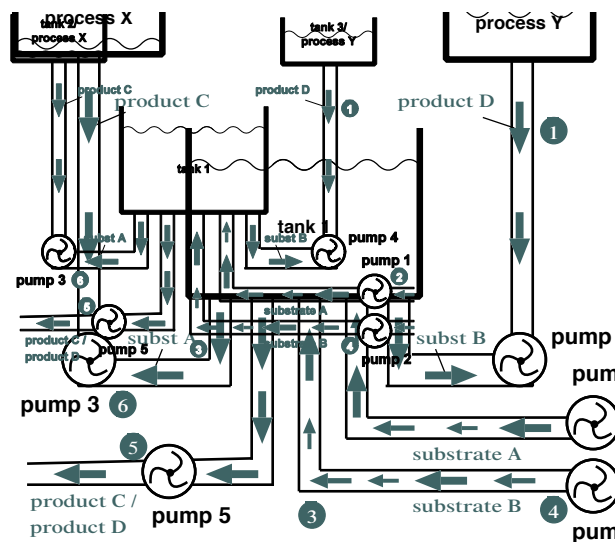 process X
tank 2/
process X
tank 3/
process Y
process Y
product C
product C
product D
1
product D
1
tank 1
tank 1
subst A
subst B
pump 4
pump 1
pump 3
6
2
5
substrate A
product C /
product D
pump 5
subst A
3
substrate B
4
pump 2
subst B
pump
pump 3
6
pum
substrate A
5
product C /
product D
pump 5
3
substrate B
4
pum